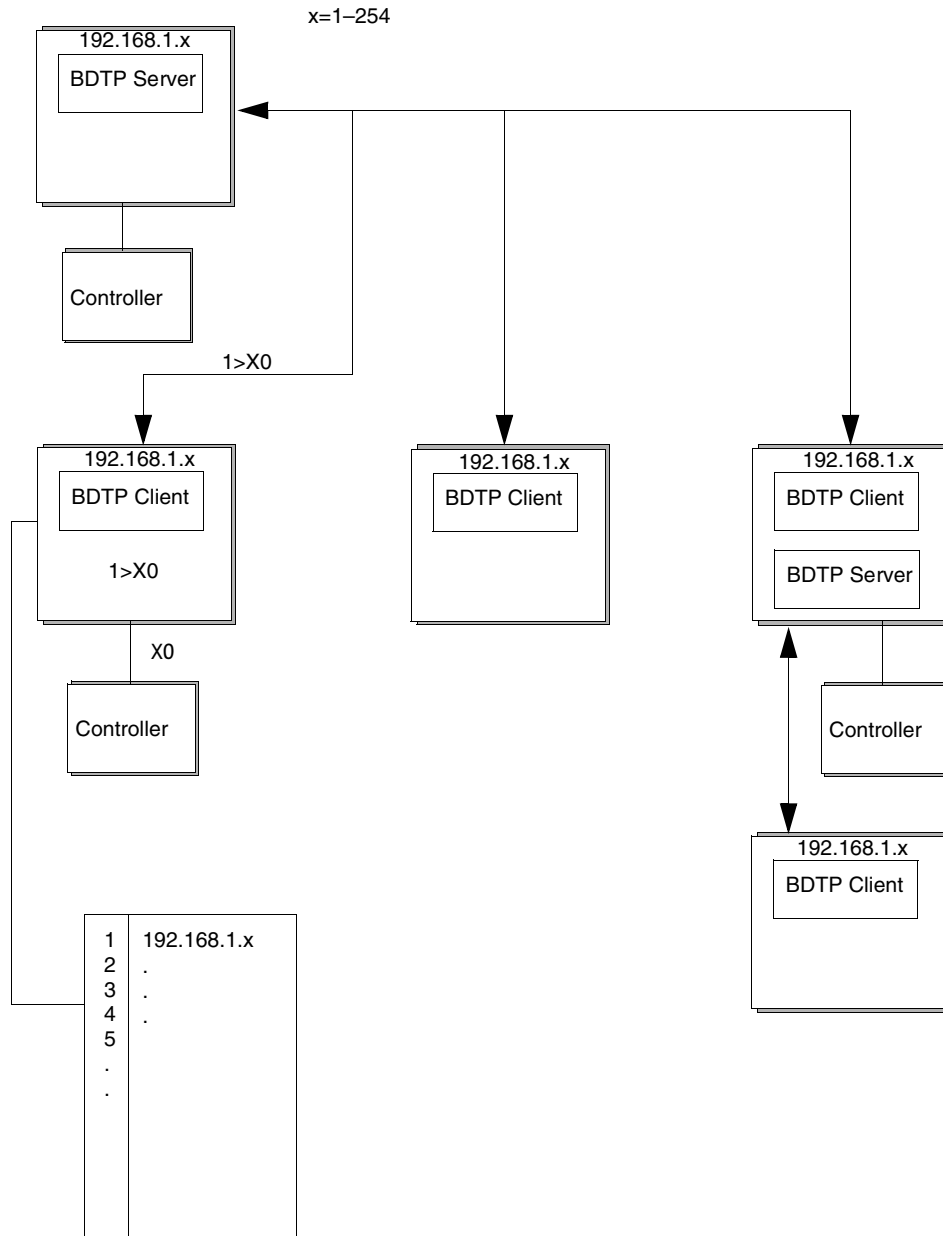 x=1–254
192.168.1.x
BDTP Server
Controller
1>X0
192.168.1.x
BDTP Client
1>X0
X0
Controller
192.168.1.x
BDTP Client
192.168.1.x
BDTP Client
BDTP Server
Controller
192.168.1.x
BDTP Client
1 192.168.1.x
2 .
3 .
4 .
5
.
.